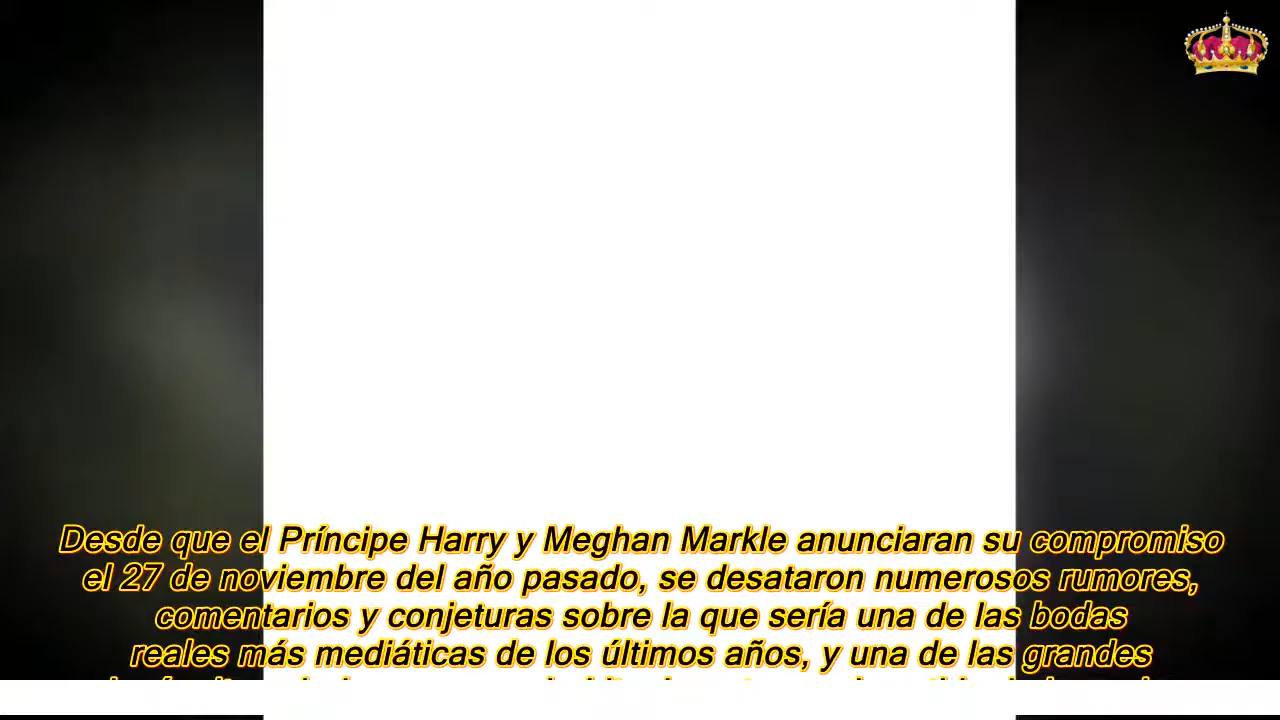 Desde que el Príncipe Harry y Meghan Markle anunciaran su compromiso
el 27 de noviembre del año pasado, se desataron numerosos rumores,
comentarios y conjeturas sobre la que sería una de las bodas
reales más mediáticas de los últimos años, y una de las grandes